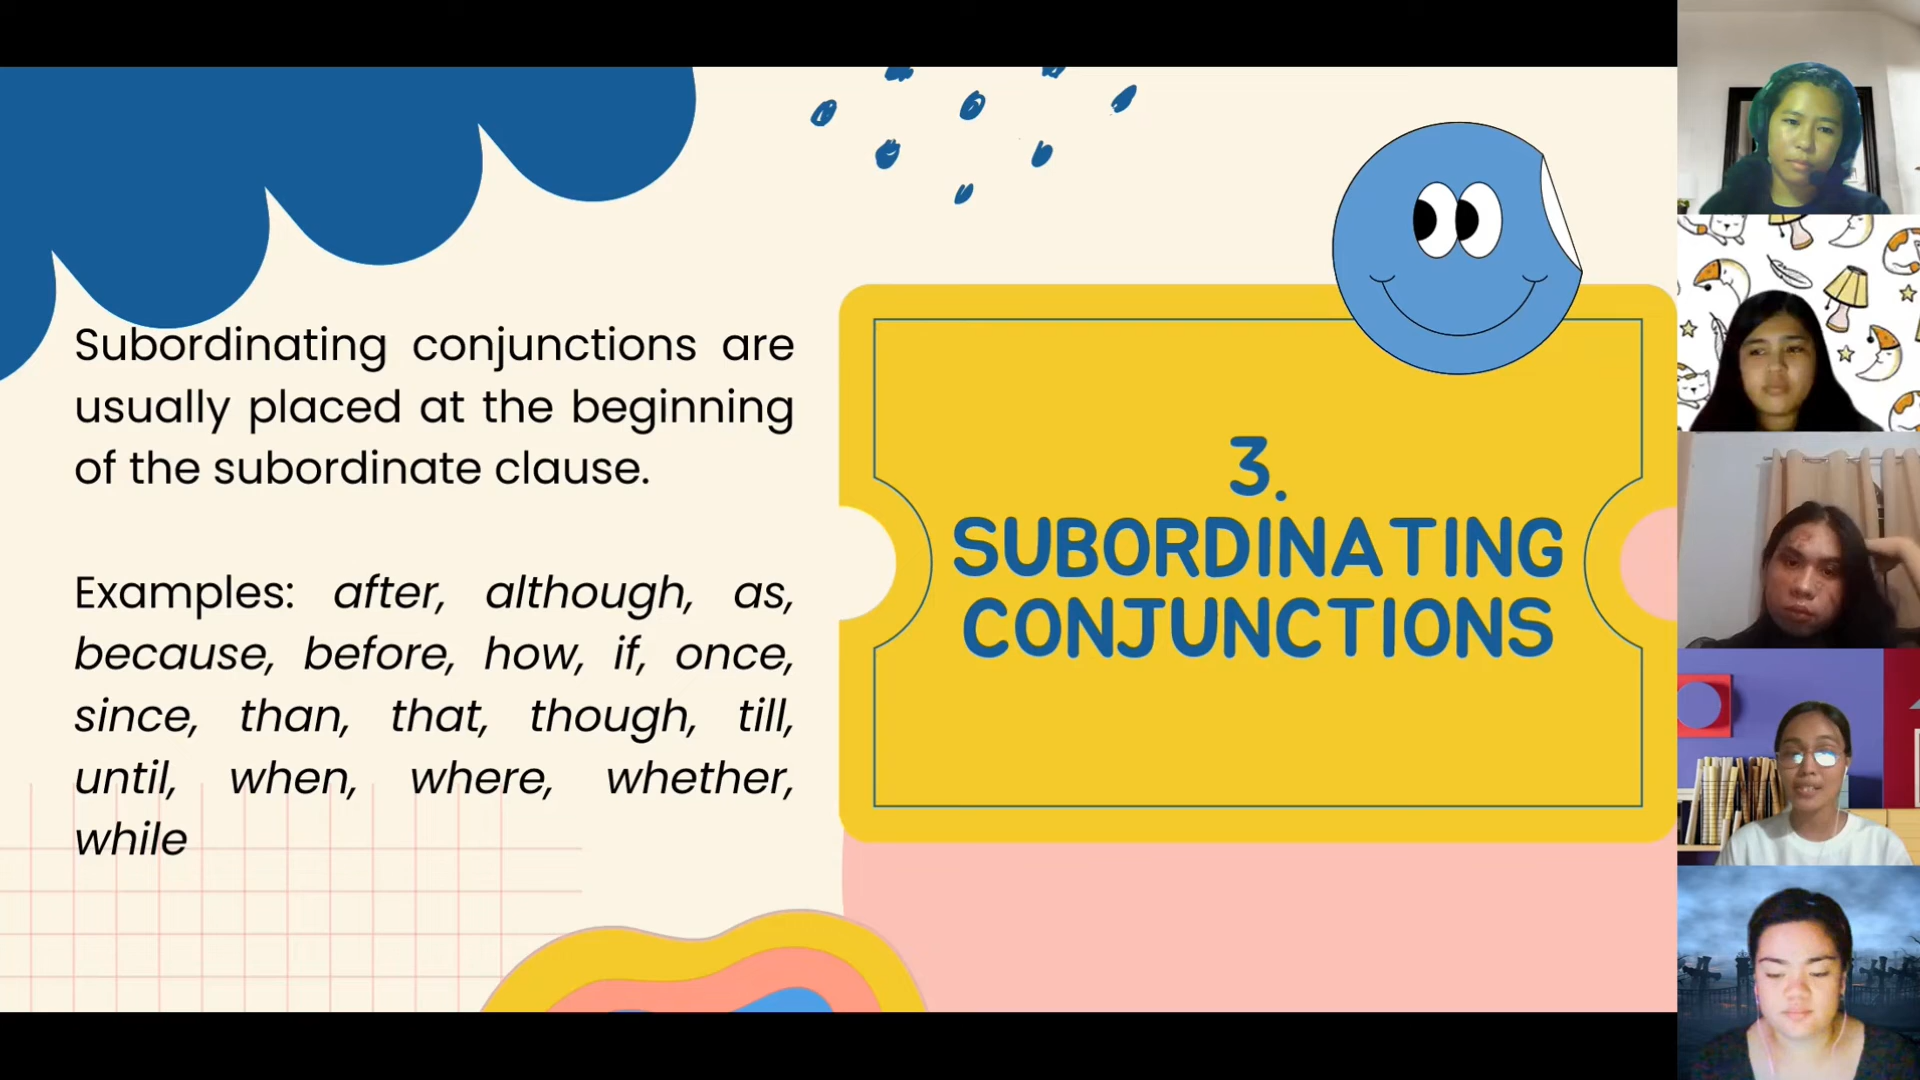 Subordinating conjunctions are
usually placed at the beginning
of the subordinate clause.
Examples: after, although, as,
because, before, how, if, once,
since, than, that, though, till,
until, when, where, whether,
while
3.
SUBORDINATING
CONJUNCTIONS